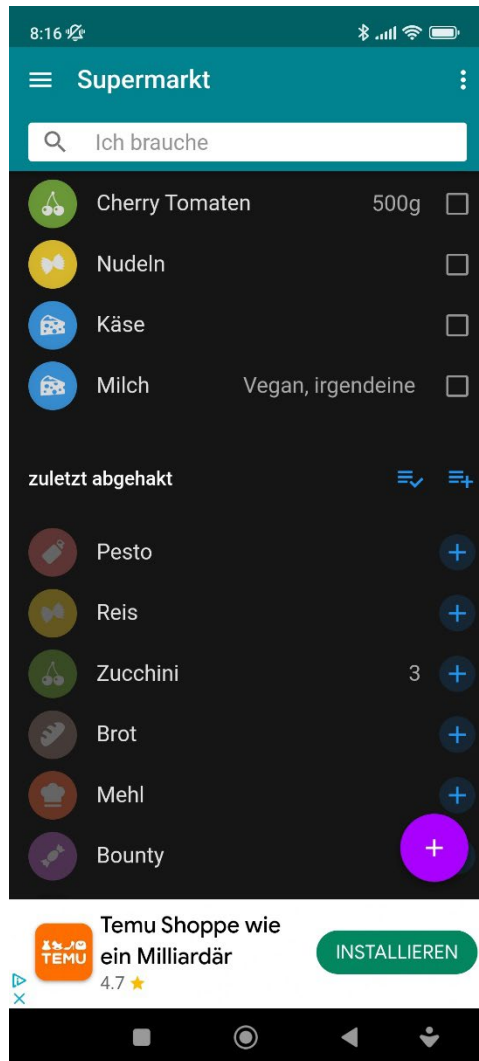 8:16
Supermarkt
Ich brauche
Cherry Tomaten 500g
Nudeln
Käse
Milch Vegan, irgendeine
zuletzt abgehakt
Pesto
Reis
Zucchini 3
Brot
Mehl
Bounty
TEMU
Temu Shoppe wie
ein Milliardär
4.7
INSTALLIEREN